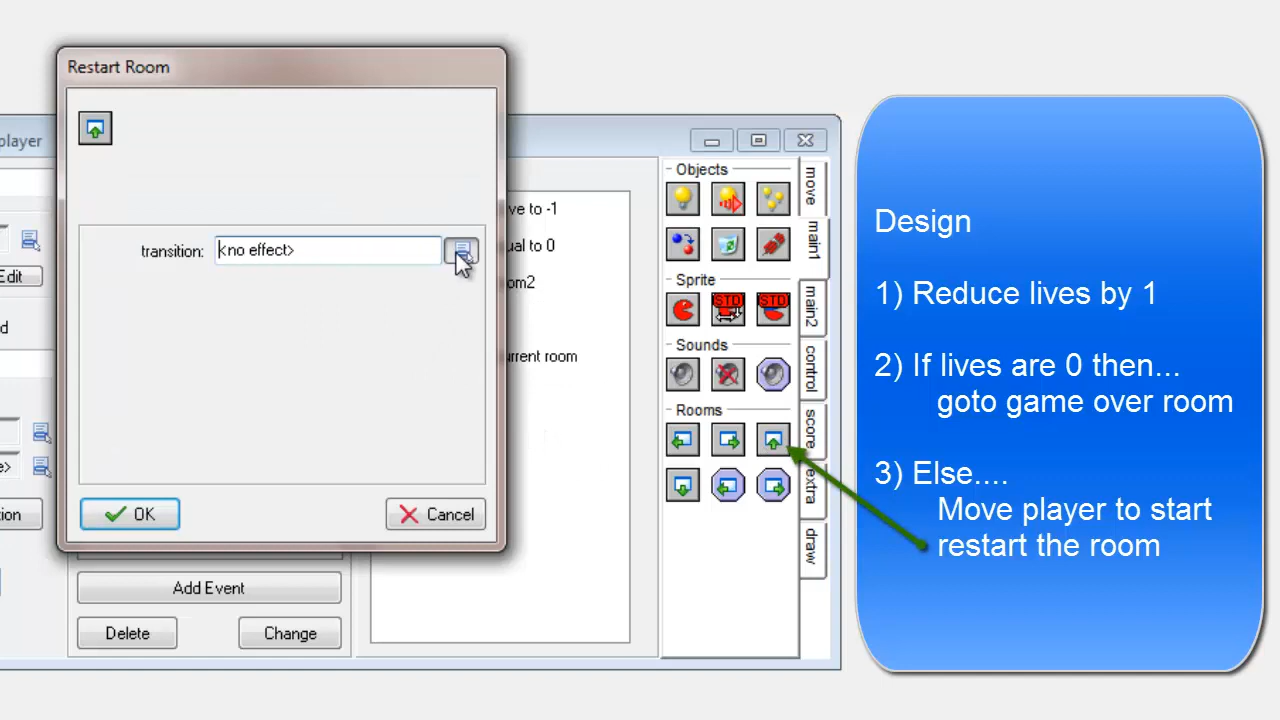 Restart Room
player
transition:
<no effect>
OK
Cancel
ve to -1
ual to 0
om2
urrent room
Edit
d
e>
ion
Add Event
Delete
Change
Objects
Sprite
Sounds
Rooms
move
main1
main2
control
score
extra
draw
Design
1) Reduce lives by 1
2) If lives are 0 then...
goto game over room
3) Else....
Move player to start
restart the room